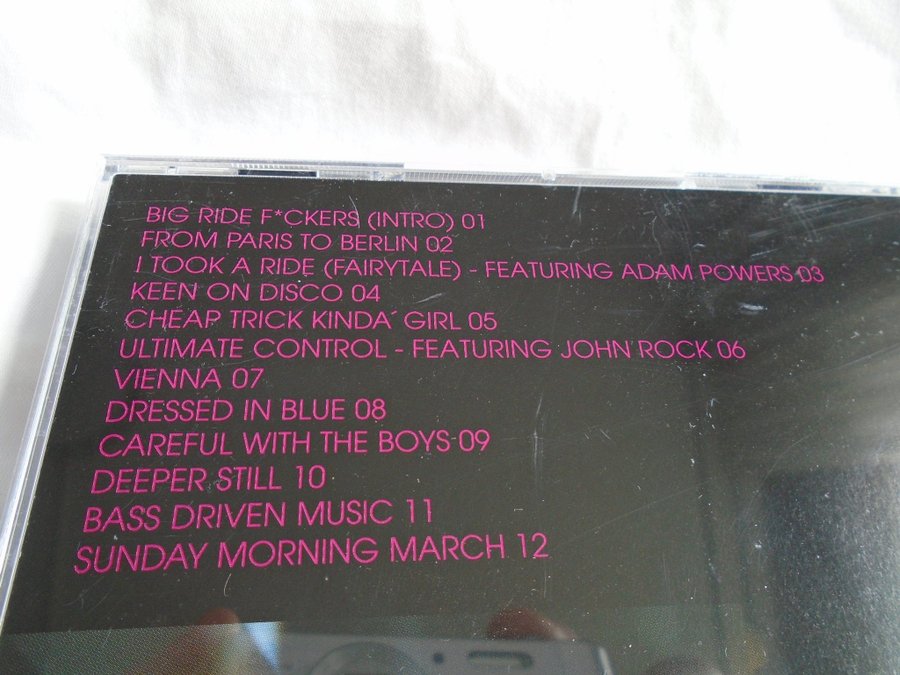 BIG RIDE F*CKERS (INTRO) 01
FROM PARIS TO BERLIN 02
I TOOK A RIDE (FAIRYTALE) - FEATURING ADAM POWERS 03
KEEN ON DISCO 04
CHEAP TRICK KINDA´ GIRL 05
ULTIMATE CONTROL - FEATURING JOHN ROCK 06
VIENNA 07
DRESSED IN BLUE 08
CAREFUL WITH THE BOYS 09
DEEPER STILL 10
BASS DRIVEN MUSIC 11
SUNDAY MORNING MARCH 12